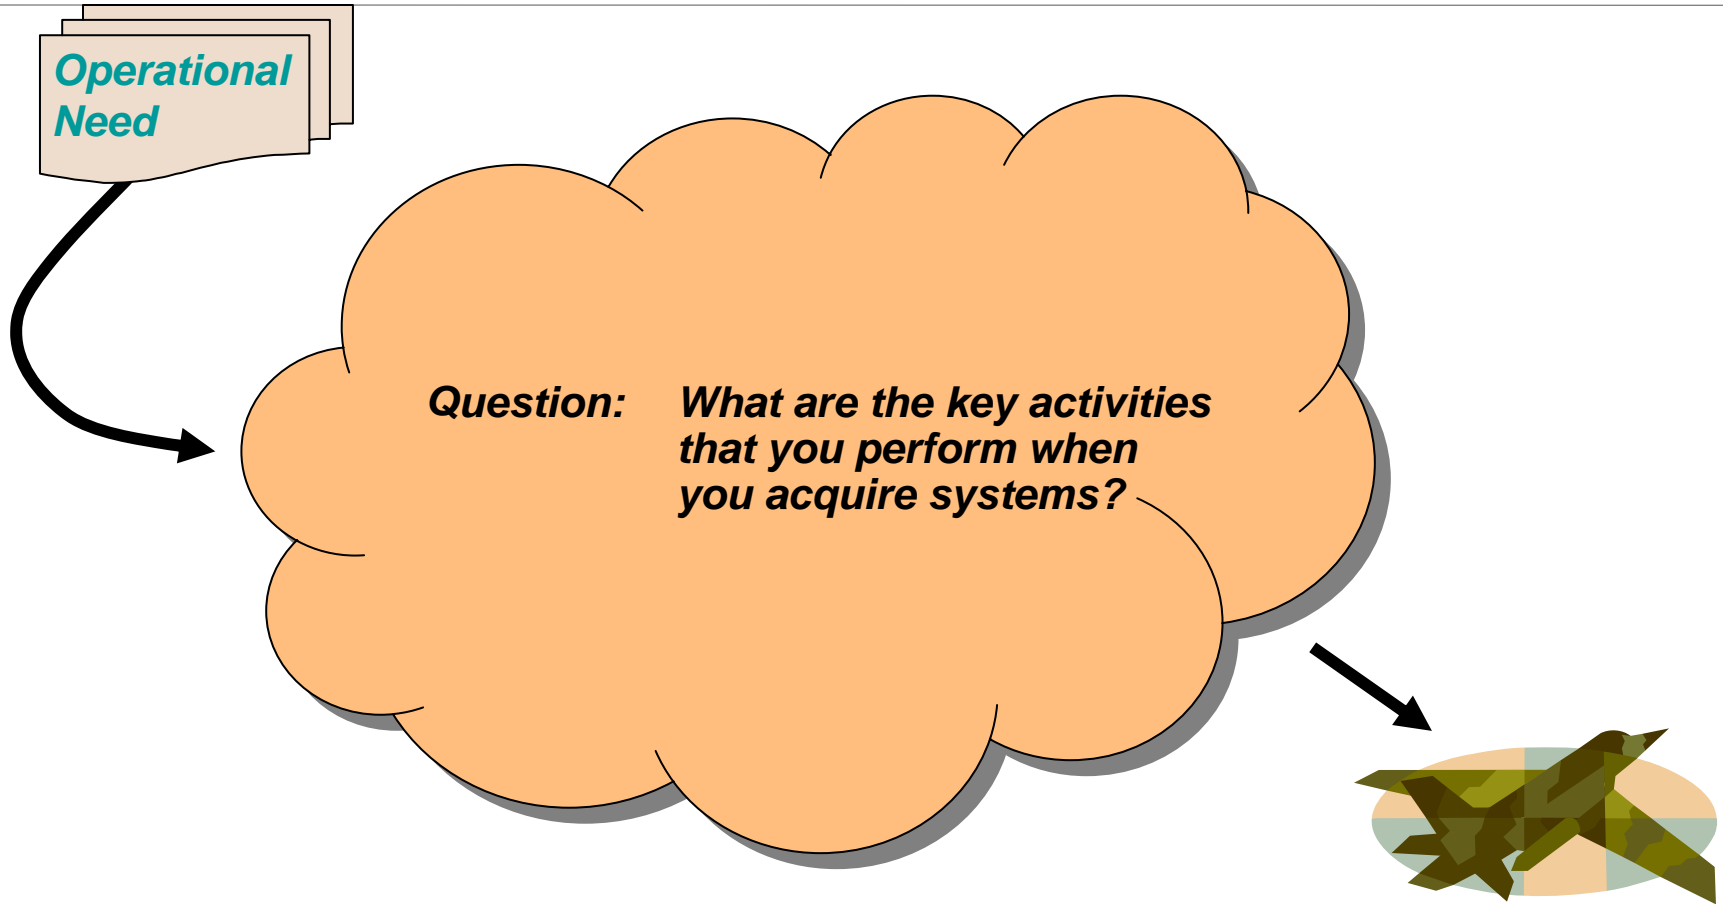 Operational
Need
Question: What are the key activities
that you perform when
you acquire systems?